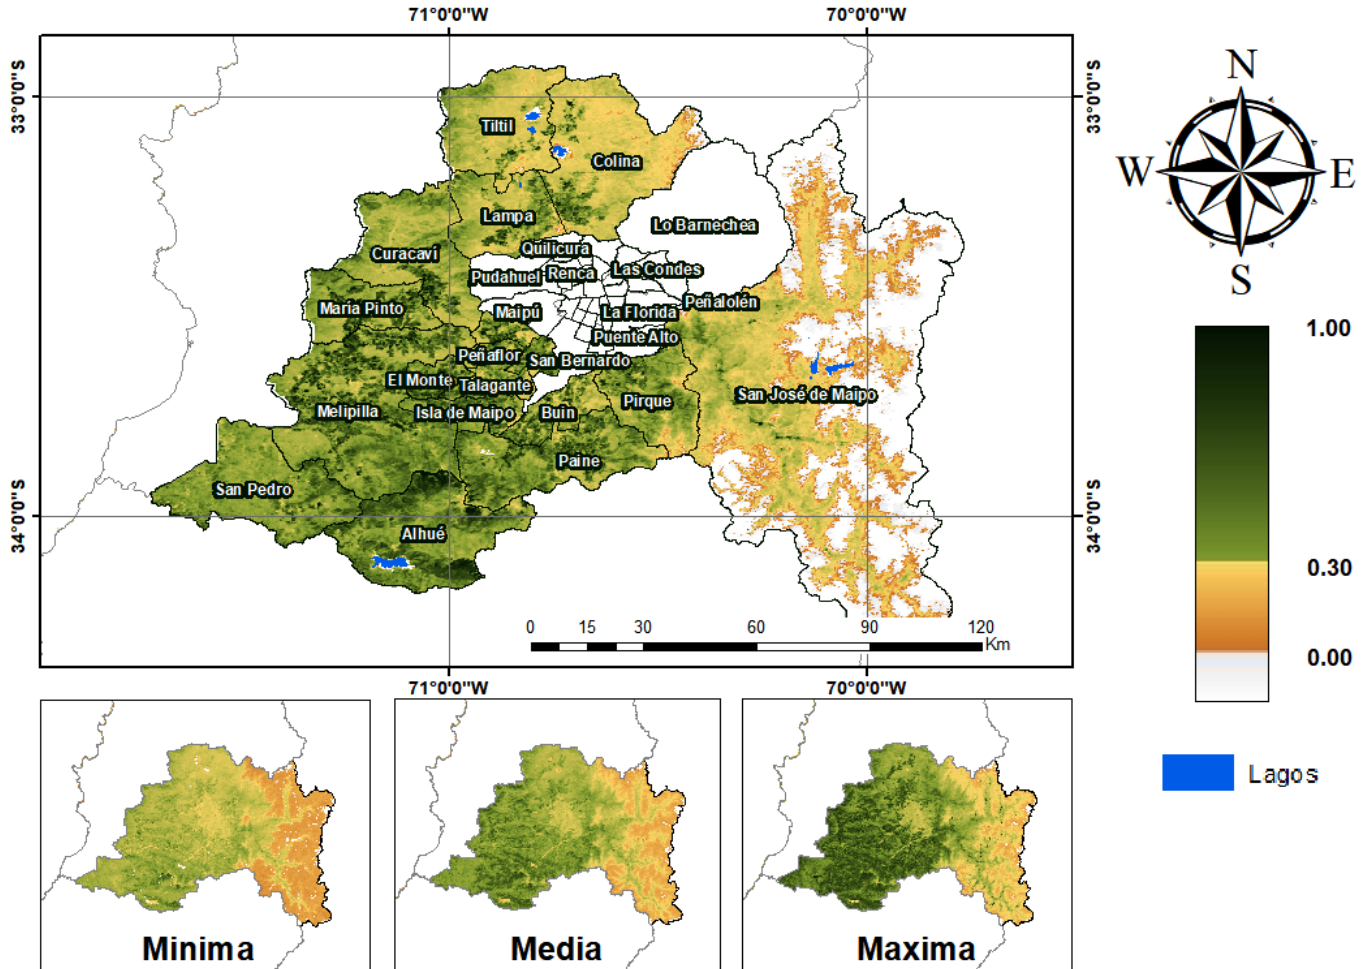 71°0'0"W
70°0'0"W
33°0'0"S
33°0'0"S
N
W
E
S
Tiltil
Colina
Lampa
Lo Barnechea
Curacaví
Quilicura
Pudahuel
Renca
Las Condes
Maria Pinto
Maipú
La Florida
Peñalolén
Puente Alto
Peñaflor
San Bernardo
El Monte
Talagante
San José de Maipo
Melipilla
Isla de Maipo
Buin
Pirque
Paine
San Pedro
Alhué
34°0'0"S
34°0'0"S
0 15 30 60 90 120
Km
71°0'0"W
70°0'0"W
1.00
0.30
0.00
Lagos
Minima
Media
Maxima